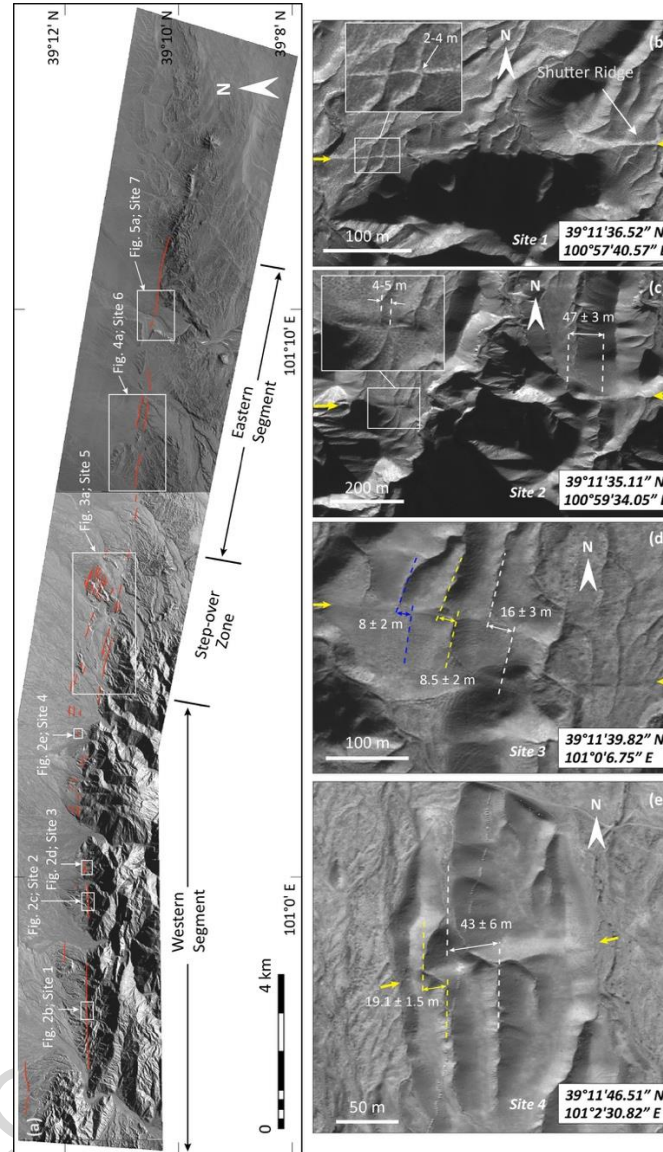 (a)
39°12' N
39°10' N
39°8' N
N
Fig. 2b; Site 1
Fig. 2c; Site 2
Fig. 2d; Site 3
Fig. 2e; Site 4
Fig. 3a; Site 5
Fig. 4a; Site 6
Fig. 5a; Site 7
Western
Segment
Step-over
Zone
Eastern
Segment
0
4 km
101°0' E
101°10' E
(b)
2-4 m
N
Shutter Ridge
100 m
Site 1
39°11'36.52” N
100°57'40.57” E
(c)
4-5 m
N
47 ± 3 m
200 m
Site 2
39°11'35.11” N
100°59'34.05” E
(d)
N
8 ± 2 m
16 ± 3 m
8.5 ± 2 m
100 m
Site 3
39°11'39.82” N
101°0'6.75” E
(e)
N
43 ± 6 m
19.1 ± 1.5 m
50 m
Site 4
39°11'46.51” N
101°2'30.82” E